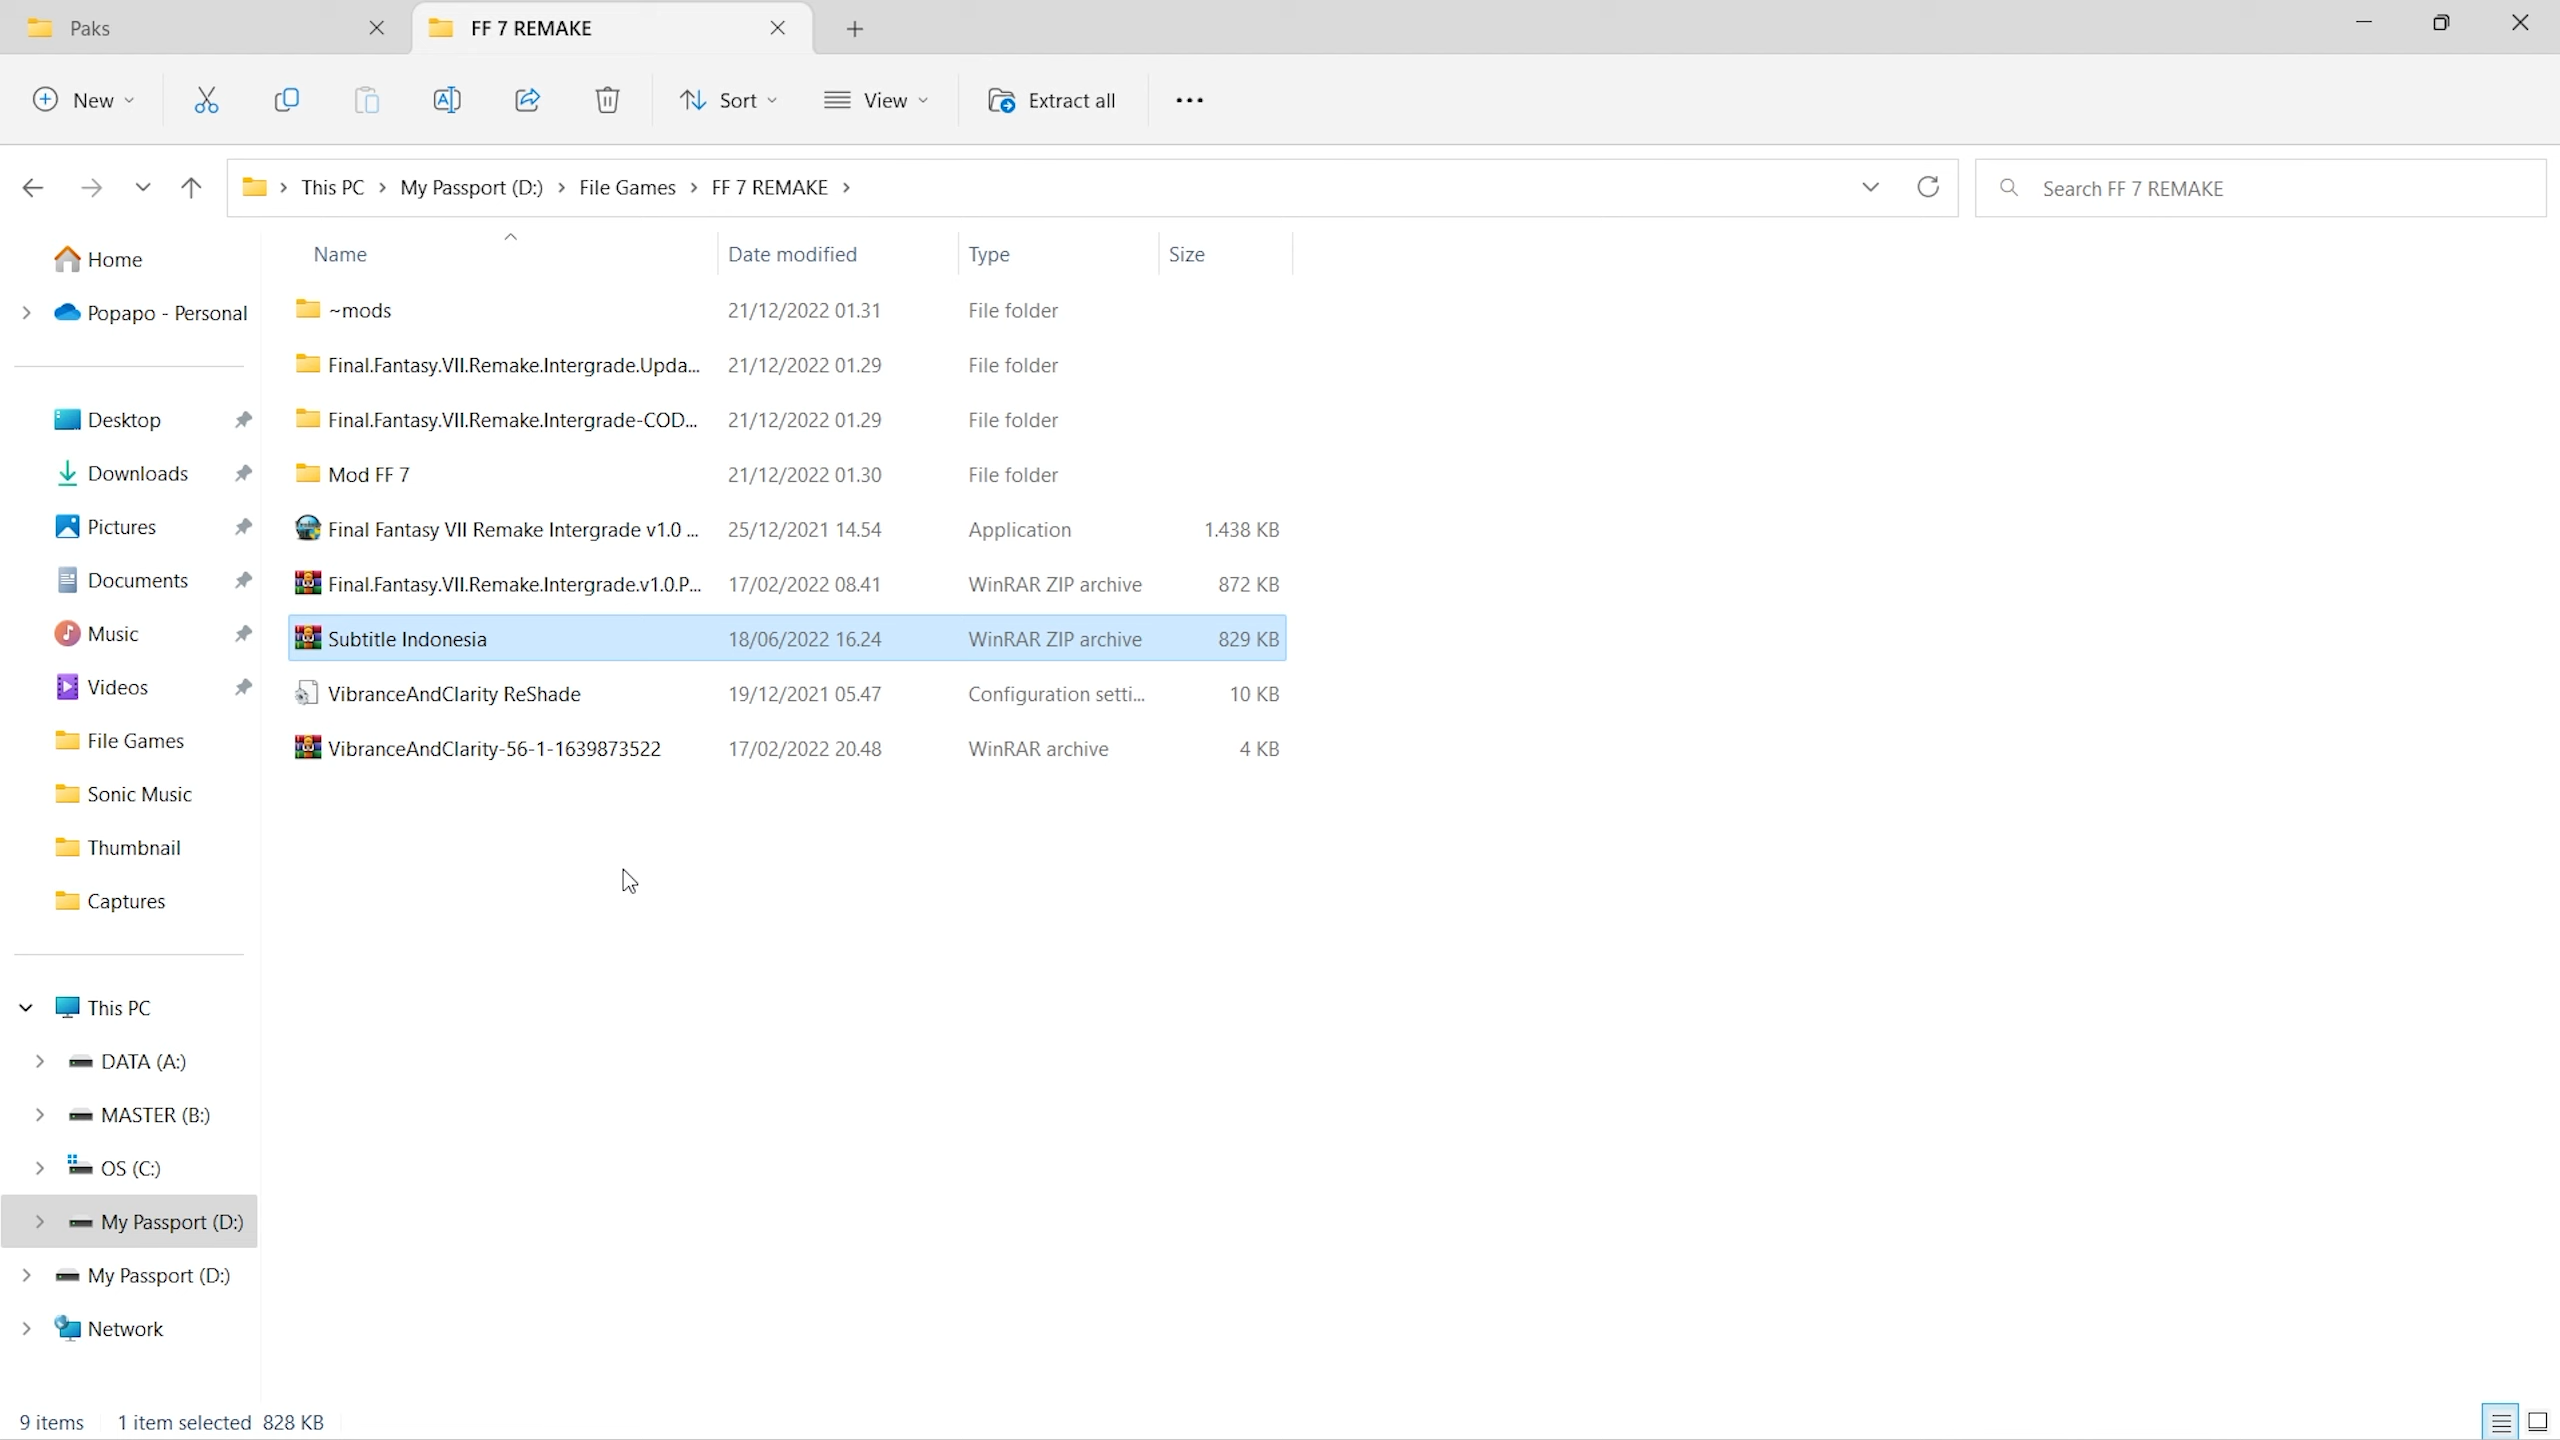 Paks
FF 7 REMAKE
New
Sort
View
Extract all
This PC > My Passport (D:) > File Games > FF 7 REMAKE >
Search FF 7 REMAKE
Home
Popapo - Personal
Desktop
Downloads
Pictures
Documents
Music
Videos
File Games
Sonic Music
Thumbnail
Captures
This PC
DATA (A:)
MASTER (B:)
OS (C:)
My Passport (D:)
My Passport (D:)
Network
Name Date modified Type Size
~mods 21/12/2022 01.31 File folder
Final.Fantasy.VII.Remake.Intergrade.Upda... 21/12/2022 01.29 File folder
Final.Fantasy.VII.Remake.Intergrade-COD... 21/12/2022 01.29 File folder
Mod FF 7 21/12/2022 01.30 File folder
Final Fantasy VII Remake Intergrade v1.0 ... 25/12/2021 14.54 Application 1.438 KB
Final.Fantasy.VII.Remake.Intergrade.v1.0.P... 17/02/2022 08.41 WinRAR ZIP archive 872 KB
Subtitle Indonesia 18/06/2022 16.24 WinRAR ZIP archive 829 KB
VibranceAndClarity ReShade 19/12/2021 05.47 Configuration setti... 10 KB
VibranceAndClarity-56-1-1639873522 17/02/2022 20.48 WinRAR archive 4 KB
9 items 1 item selected 828 KB